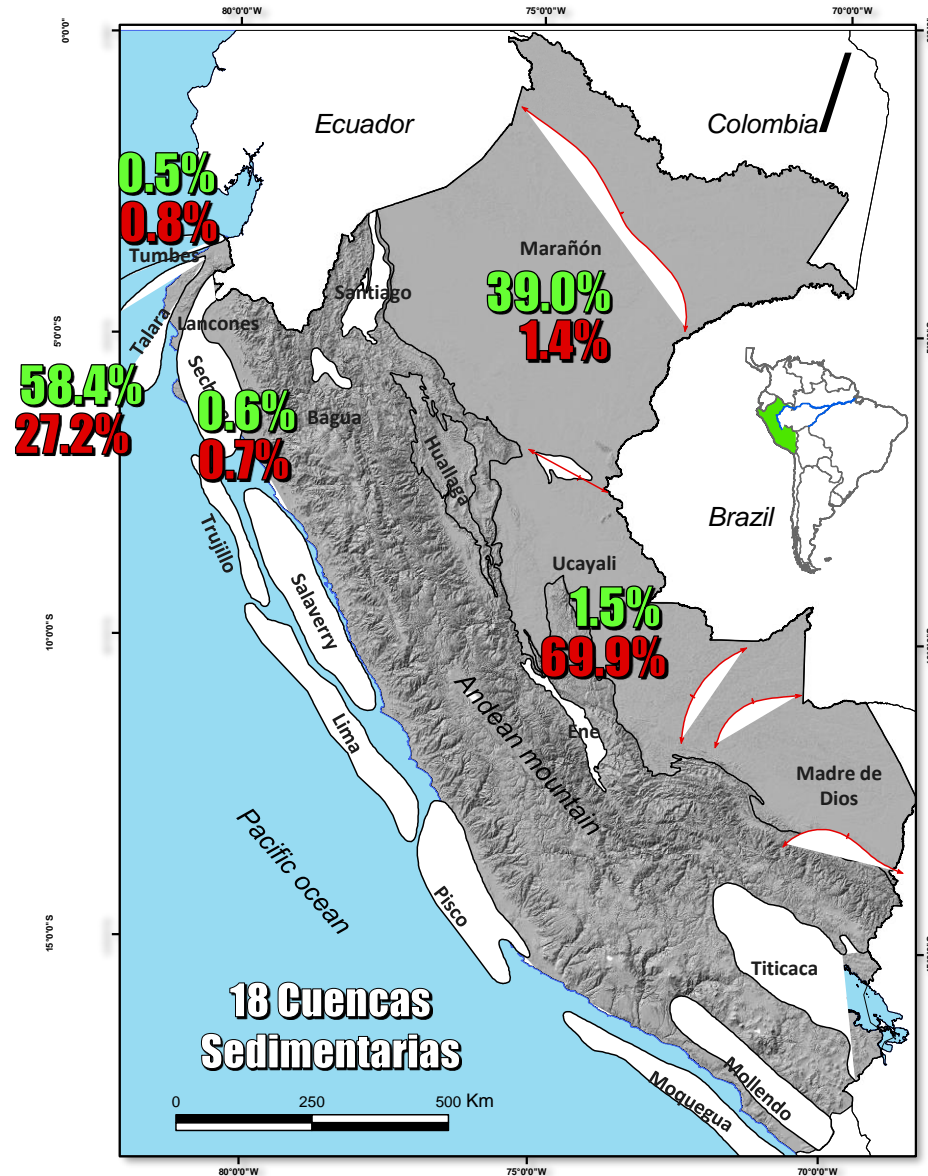 80°0'0"W
75°0'0"W
70°0'0"W
0°0'0"
Ecuador
Colombia
0.5%
0.8%
Tumbes
Marañón
39.0%
1.4%
Santiago
Talara
Lancones
5°0'0"S
58.4%
27.2%
0.6%
0.7%
Bagua
Huallaga
Brazil
Trujillo
Ucayali
Salaverry
1.5%
69.9%
10°0'0"S
Andean mountain
Lima
Ene
Madre de
Dios
Pacific ocean
Pisco
15°0'0"S
Titicaca
18 Cuencas
Sedimentarias
Mollendo
Moquegua
0 250 500 Km
80°0'0"W
75°0'0"W
70°0'0"W